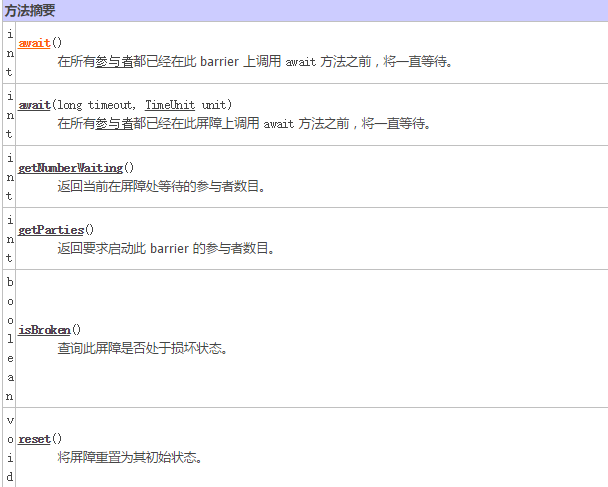 方法摘要
int
await()
在所有参与者都已经在此 barrier 上调用 await 方法之前，将一直等待。
int
await(long timeout, TimeUnit unit)
在所有参与者都已经在此屏障上调用 await 方法之前，将一直等待。
int
getNumberWaiting()
返回当前在屏障处等待的参与者数目。
int
getParties()
返回要求启动此 barrier 的参与者数目。
boolean
isBroken()
查询此屏障是否处于损坏状态。
void
reset()
将屏障重置为其初始状态。